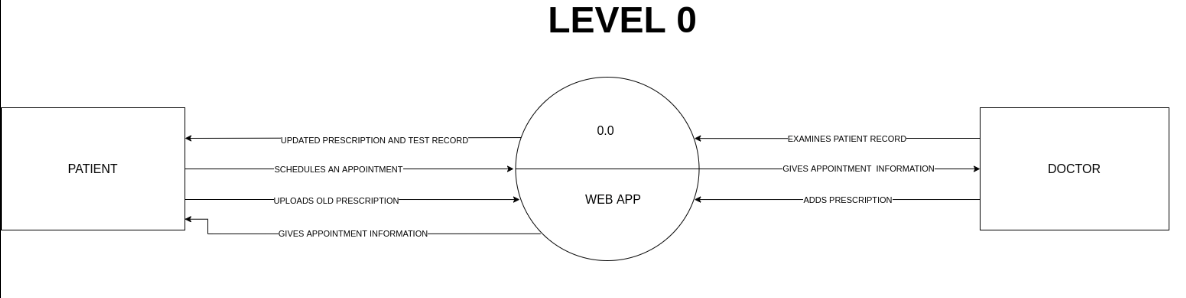 LEVEL 0
0.0
UPDATED PRESCRIPTION AND TEST RECORD
EXAMINES PATIENT RECORD
PATIENT
SCHEDULES AN APPOINTMENT
GIVES APPOINTMENT INFORMATION
DOCTOR
UPLOADS OLD PRESCRIPTION
WEB APP
ADDS PRESCRIPTION
GIVES APPOINTMENT INFORMATION